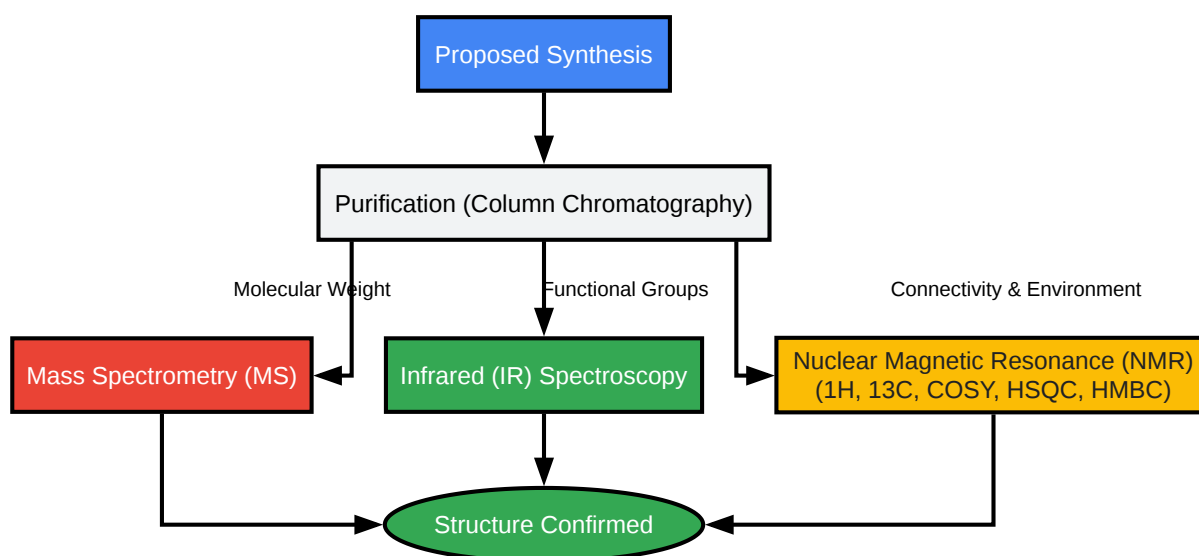 Proposed Synthesis
Purification (Column Chromatography)
Molecular Weight
Functional Groups
Connectivity & Environment
Mass Spectrometry (MS)
Infrared (IR) Spectroscopy
Nuclear Magnetic Resonance (NMR)
(1H, 13C, COSY, HSQC, HMBC)
Structure Confirmed